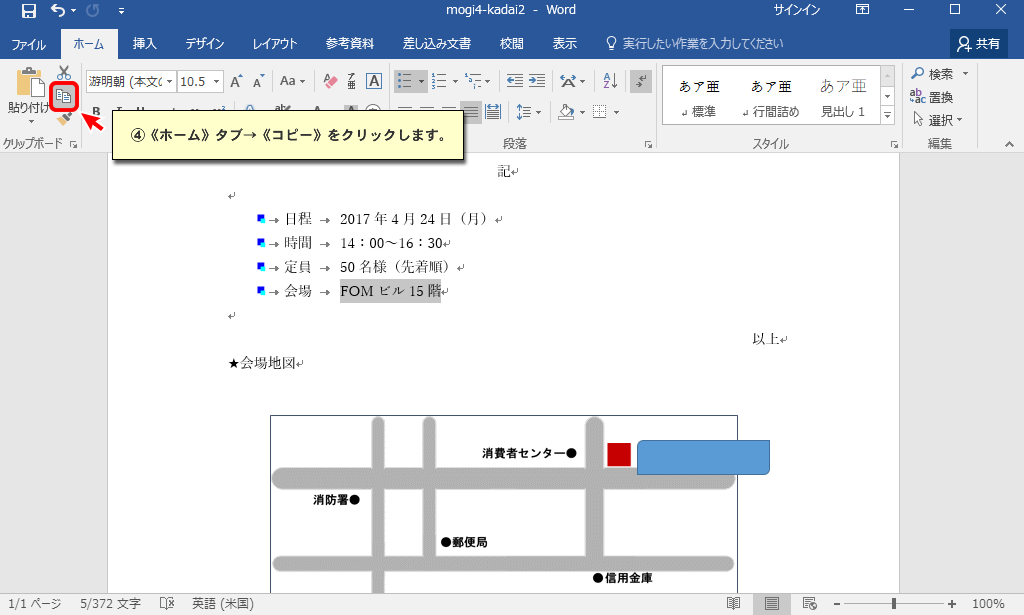 mogi4-kadai2 - Word
サインイン
ファイル ホーム 挿入 デザイン レイアウト 参考資料 差し込み文書 校閲 表示 実行したい作業を入力してください 共有
貼り付け
游明朝 (本文の 10.5
Aa
A
あア亜 あア亜 あア亜
↲ 標準 ↲ 行間詰め 見出し 1
検索
置換
選択
クリップボード 段落 スタイル 編集
④《ホーム》タブ→《コピー》をクリックします。
記
日程 → 2017 年 4 月 24 日（月）
時間 → 14：00～16：30
定員 → 50 名様（先着順）
会場 → FOM ビル 15 階
以上
★会場地図
消費者センター●
消防署●
●郵便局
●信用金庫
1/1 ページ 5/372 文字 英語 (米国) 100%